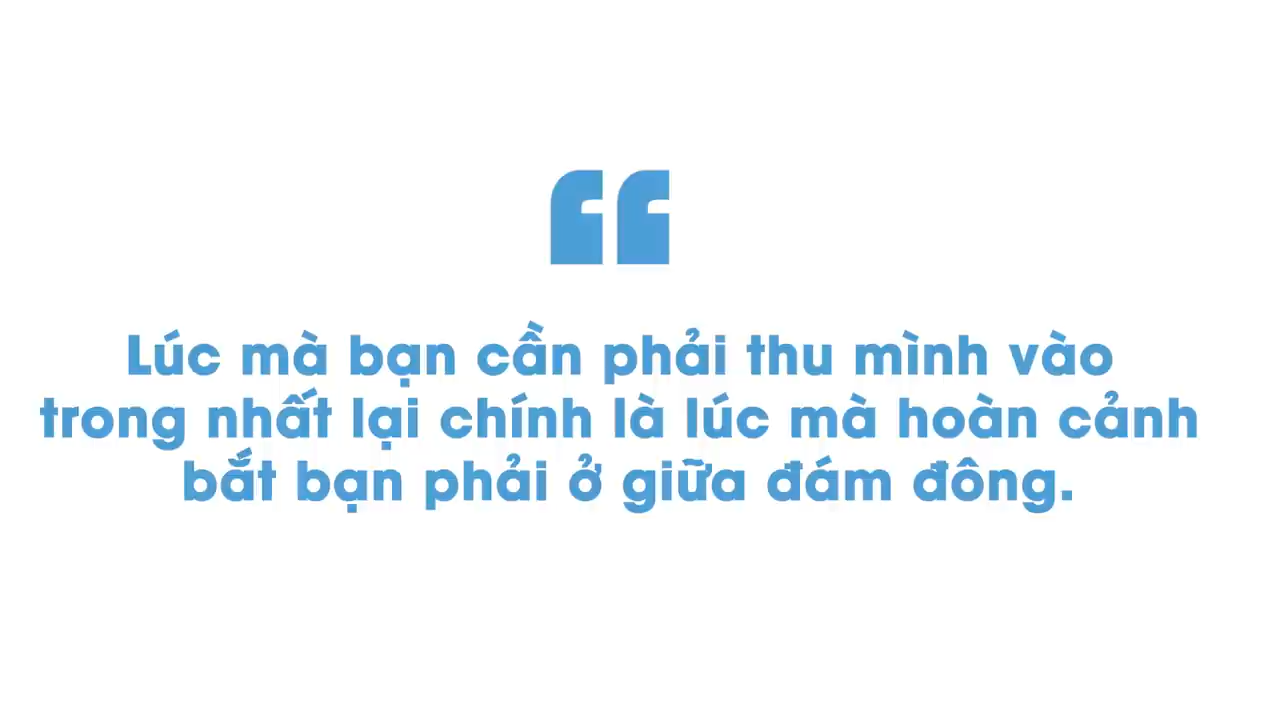 “
Lúc mà bạn cần phải thu mình vào
trong nhất lại chính là lúc mà hoàn cảnh
bắt bạn phải ở giữa đám đông.